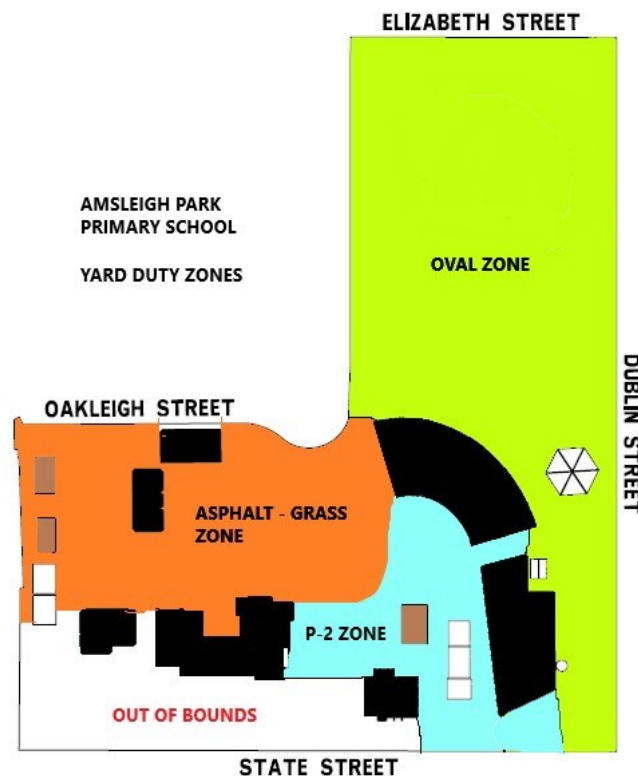 ELIZABETH STREET
AMSLEIGH PARK
PRIMARY SCHOOL
YARD DUTY ZONES
OVAL ZONE
DUBLIN STREET
OAKLEIGH STREET
ASPHALT - GRASS
ZONE
P-2 ZONE
OUT OF BOUNDS
STATE STREET